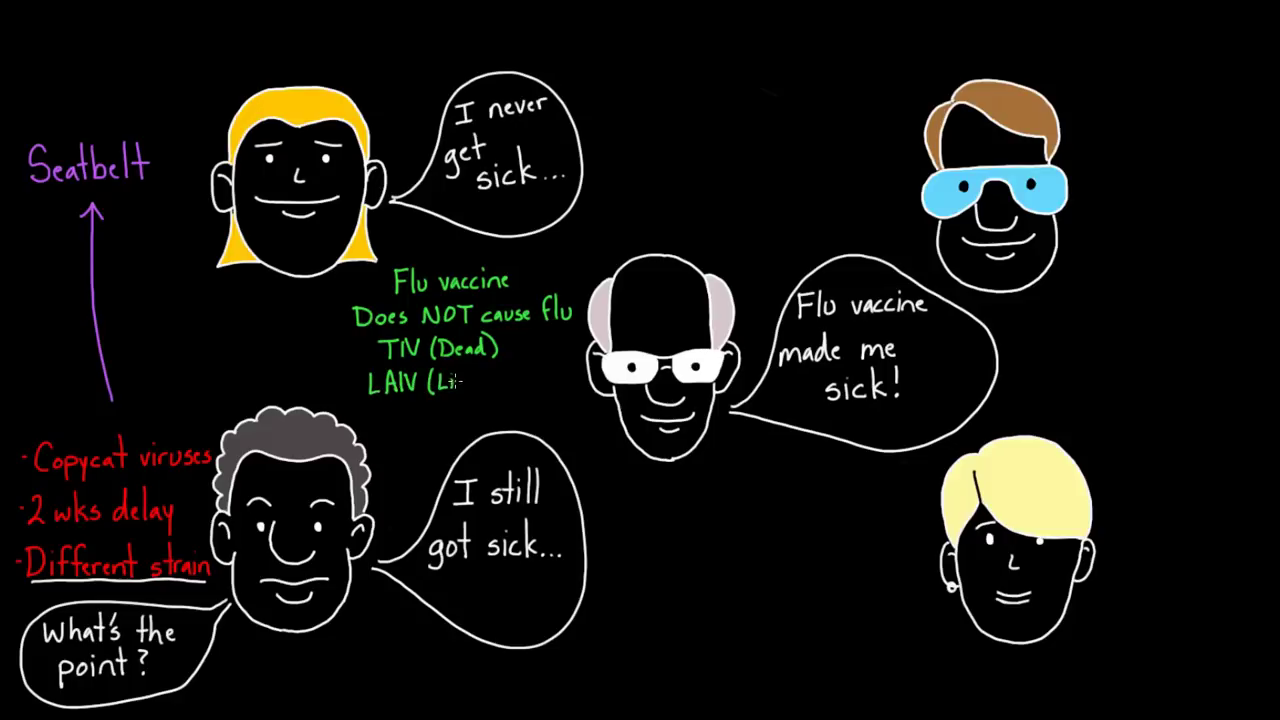 I never
get
sick...
Seatbelt
Flu vaccine
Does NOT cause flu
TIV (Dead)
LAIV (Li
Flu vaccine
made me
sick!
· Copycat viruses
· 2 wks delay
· Different strain
I still
got sick...
What's the
point?